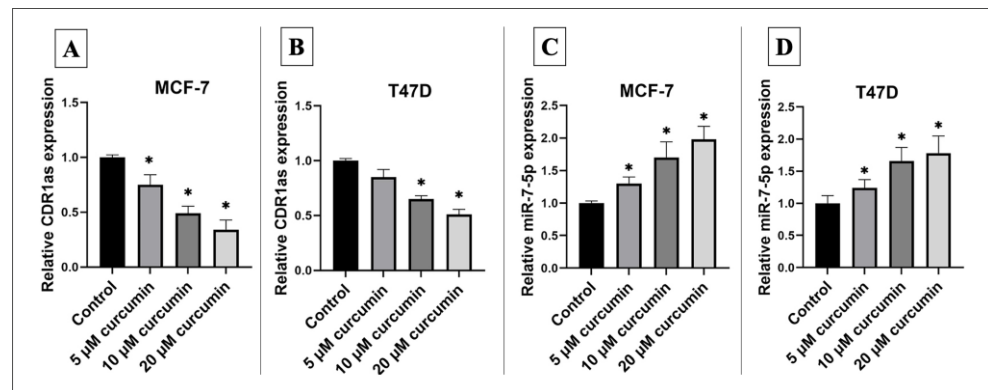 A
MCF-7
Relative CDR1as expression
1.5
1.0
0.5
0.0
*
*
*
Control
5 µM curcumin
10 µM curcumin
20 µM curcumin
B
T47D
Relative CDR1as expression
1.5
1.0
0.5
0.0
*
*
Control
5 µM curcumin
10 µM curcumin
20 µM curcumin
C
MCF-7
Relative miR-7-5p expression
2.5
2.0
1.5
1.0
0.5
0.0
*
*
*
Control
5 µM curcumin
10 µM curcumin
20 µM curcumin
D
T47D
Relative miR-7-5p expression
2.5
2.0
1.5
1.0
0.5
0.0
*
*
*
Control
5 µM curcumin
10 µM curcumin
20 µM curcumin